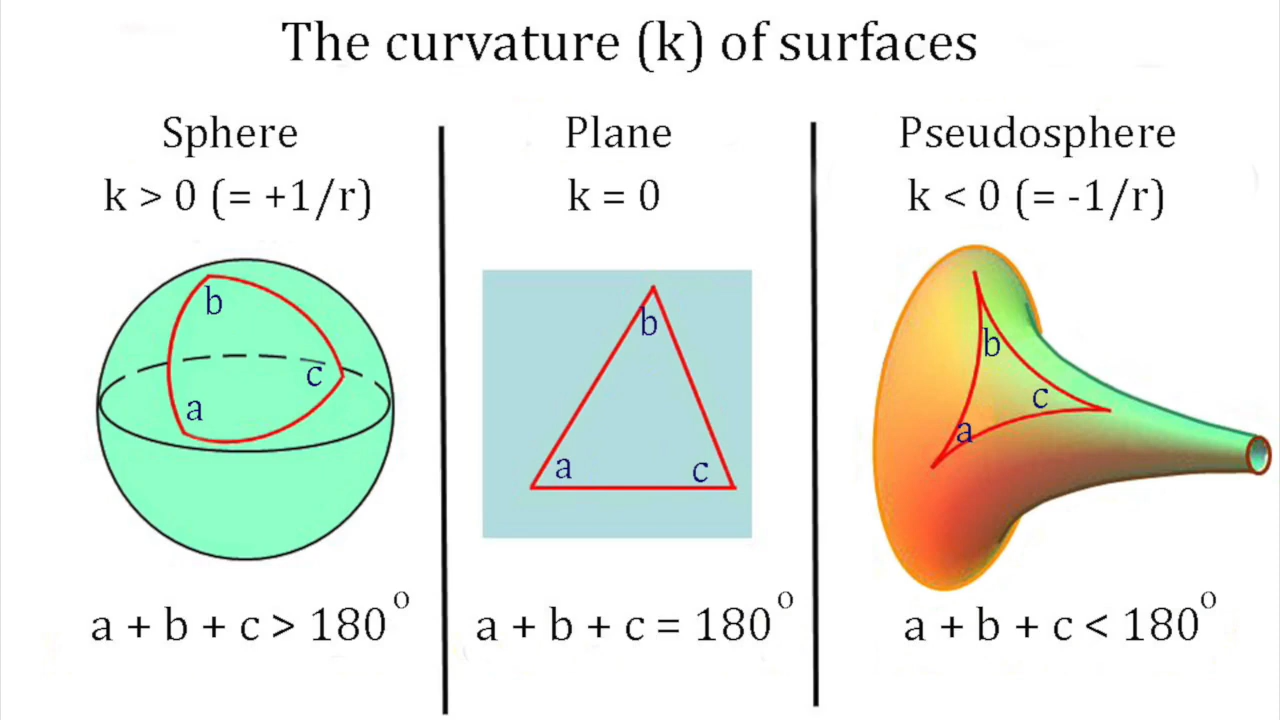 The curvature (k) of surfaces
Sphere
k > 0 (= +1/r)
b
c
a
a + b + c > 180°
Plane
k = 0
b
a
c
a + b + c = 180°
Pseudosphere
k < 0 (= -1/r)
b
c
a
a + b + c < 180°